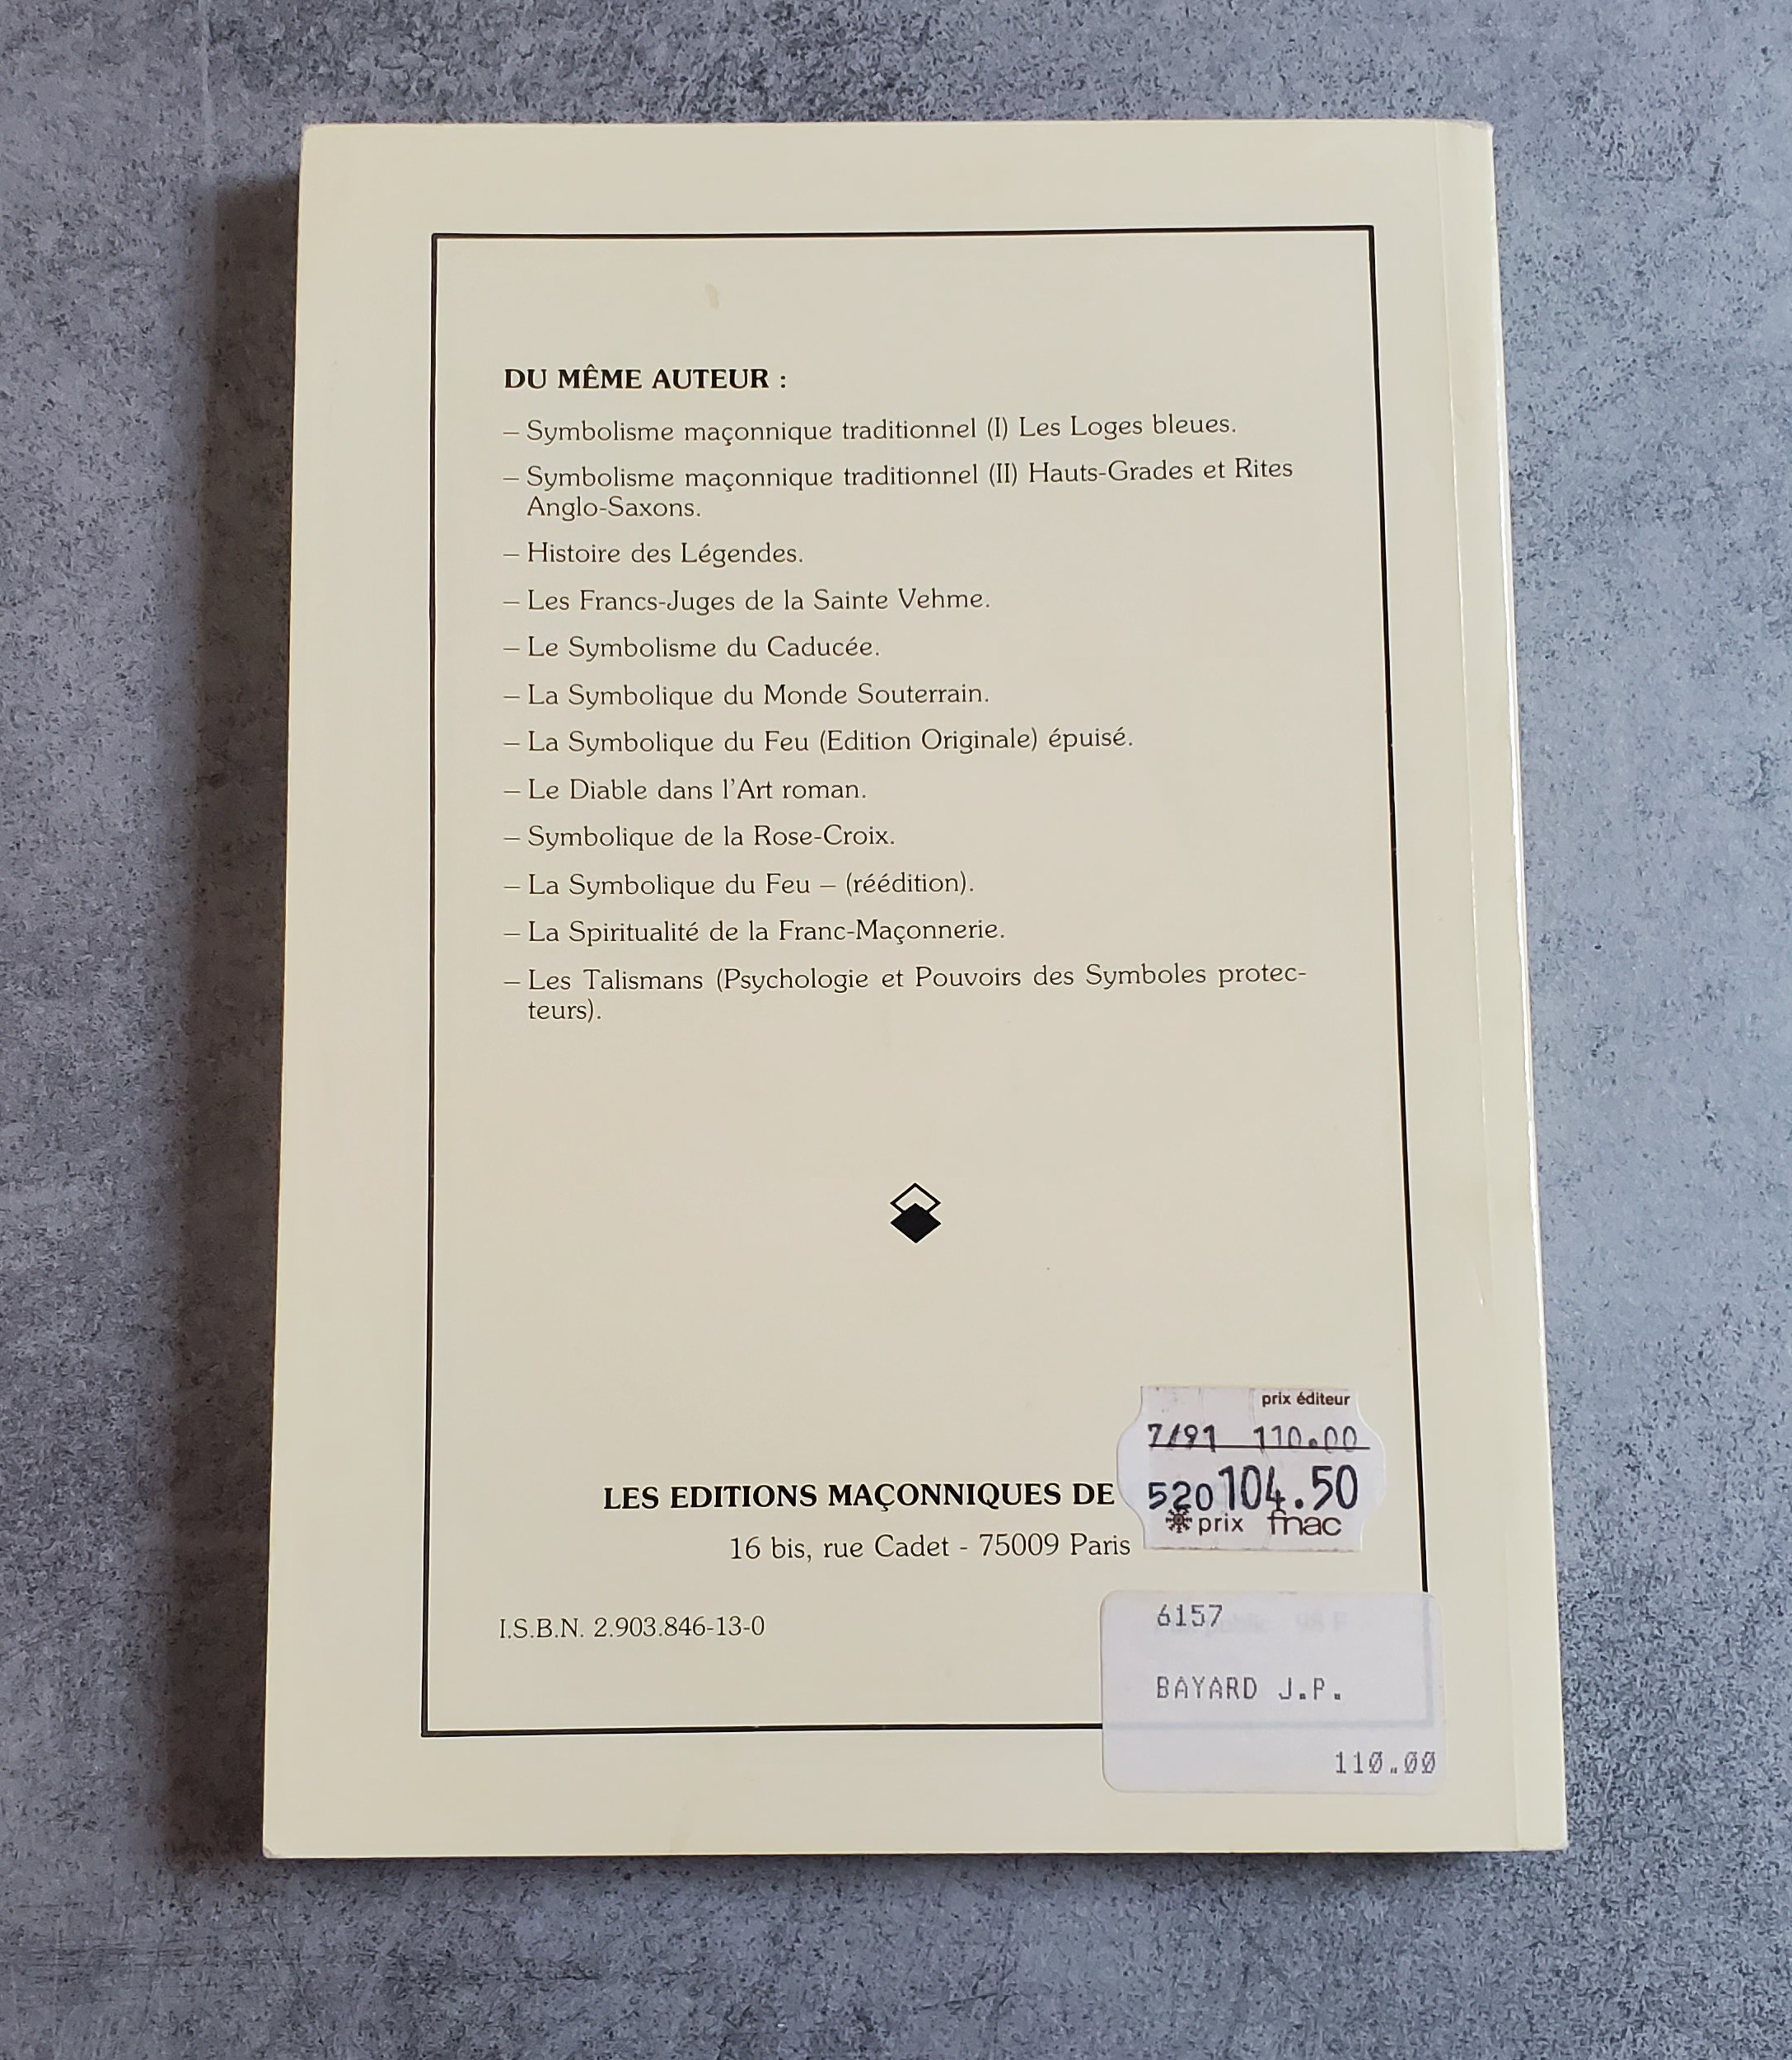 DU MÊME AUTEUR :
– Symbolisme maçonnique traditionnel (I) Les Loges bleues.
– Symbolisme maçonnique traditionnel (II) Hauts-Grades et Rites
Anglo-Saxons.
– Histoire des Légendes.
– Les Francs-Juges de la Sainte Vehme.
– Le Symbolisme du Caducée.
– La Symbolique du Monde Souterrain.
– La Symbolique du Feu (Edition Originale) épuisé.
– Le Diable dans l'Art roman.
– Symbolique de la Rose-Croix.
– La Symbolique du Feu – (réédition).
– La Spiritualité de la Franc-Maçonnerie.
– Les Talismans (Psychologie et Pouvoirs des Symboles protec-
teurs).
prix éditeur
7/91 110.00
520 104.50
prix fnac
LES EDITIONS MAÇONNIQUES DE
16 bis, rue Cadet - 75009 Paris
I.S.B.N. 2.903.846-13-0
6157
BAYARD J.P.
110.00